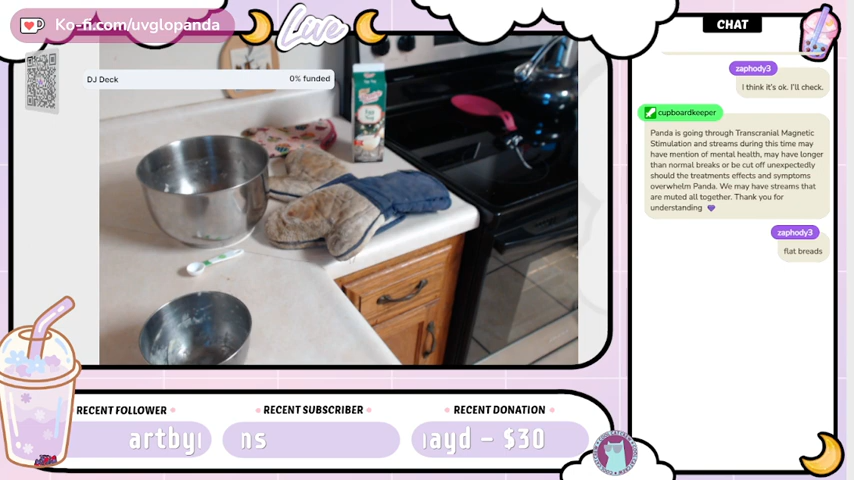 Ko-fi.com/uvglopanda
Live
CHAT
DJ Deck
0% funded
zaphody3
I think it's ok. I'll check.
cupboardkeeper
Panda is going through Transcranial Magnetic
Stimulation and streams during this time may
have mention of mental health, may have longer
than normal breaks or be cut off unexpectedly
should the treatments effects and symptoms
overwhelm Panda. We may have streams that
are muted all together. Thank you for
understanding
zaphody3
flat breads
RECENT FOLLOWER
RECENT SUBSCRIBER
RECENT DONATION
artby
ns
ayd - $30